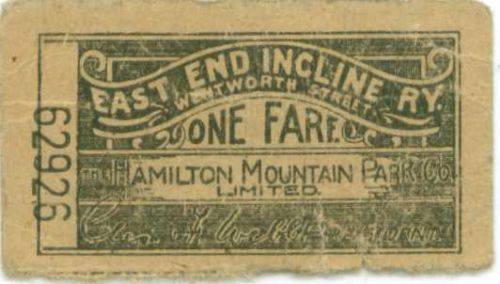 62926
EAST END INCLINE RY.
WENTWORTH STREET
ONE FARE.
THE HAMILTON MOUNTAIN PARK CO.
LIMITED.